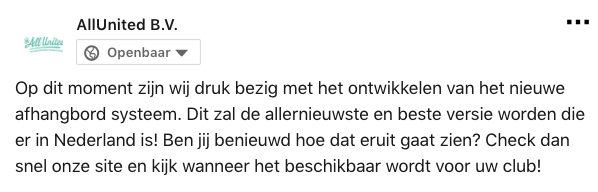 AllUnited B.V.
All United
Openbaar
Op dit moment zijn wij druk bezig met het ontwikkelen van het nieuwe
afhangbord systeem. Dit zal de allernieuwste en beste versie worden die
er in Nederland is! Ben jij benieuwd hoe dat eruit gaat zien? Check dan
snel onze site en kijk wanneer het beschikbaar wordt voor uw club!